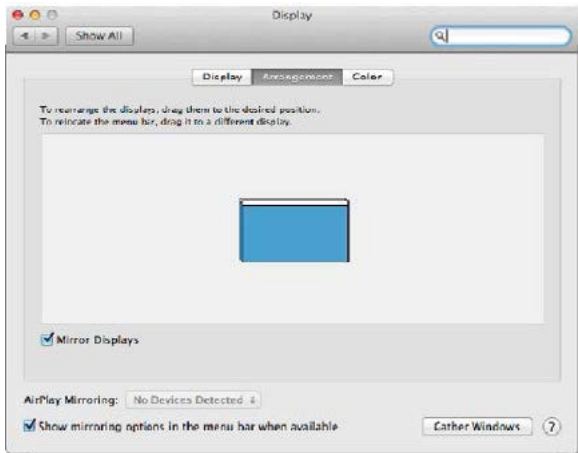 Display
Show All
Display Arrangement Color
To rearrange the displays, drag them to the desired position.
To relocate the menu bar, drag it to a different display.
Mirror Displays
AirPlay Mirroring: No Devices Detected
Show mirroring options in the menu bar when available
Gather Windows ?